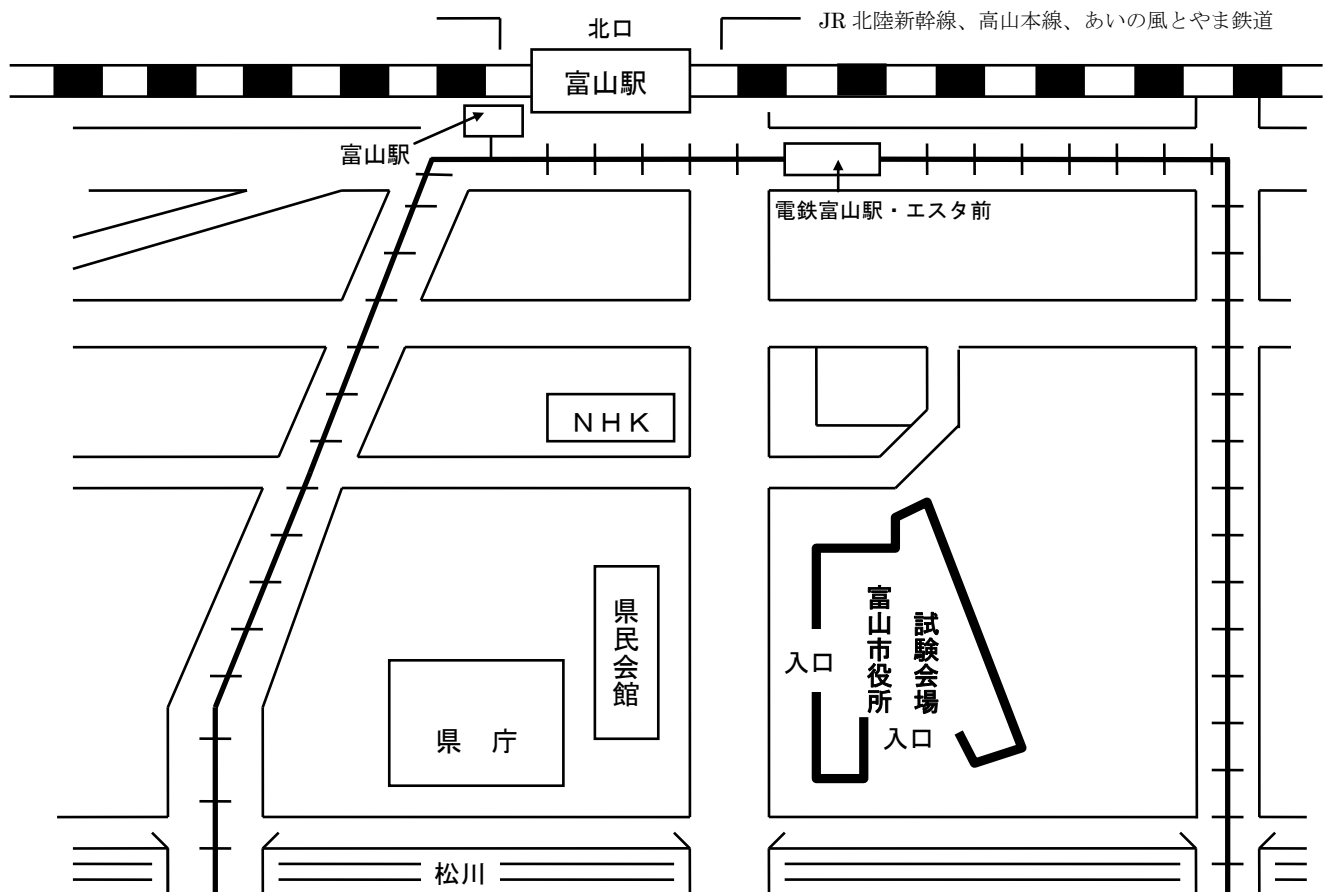 JR 北陸新幹線、高山本線、あいの風とやま鉄道
北口
富山駅
富山駅
電鉄富山駅・エスタ前
ＮＨＫ
県民会館
試験会場
富山市役所
入口
入口
県　庁
松川